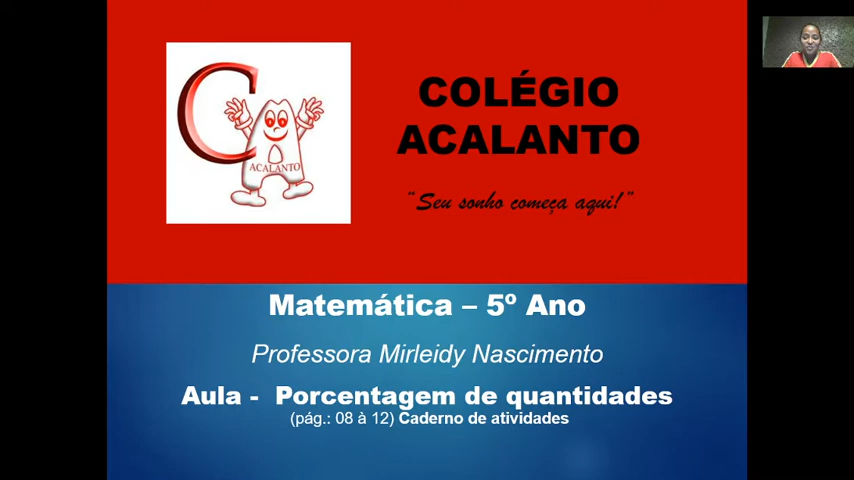 C
ACALANTO
COLÉGIO
ACALANTO
“Seu sonho começa aqui!”
Matemática – 5º Ano
Professora Mirleidy Nascimento
Aula - Porcentagem de quantidades
(pág.: 08 à 12) Caderno de atividades